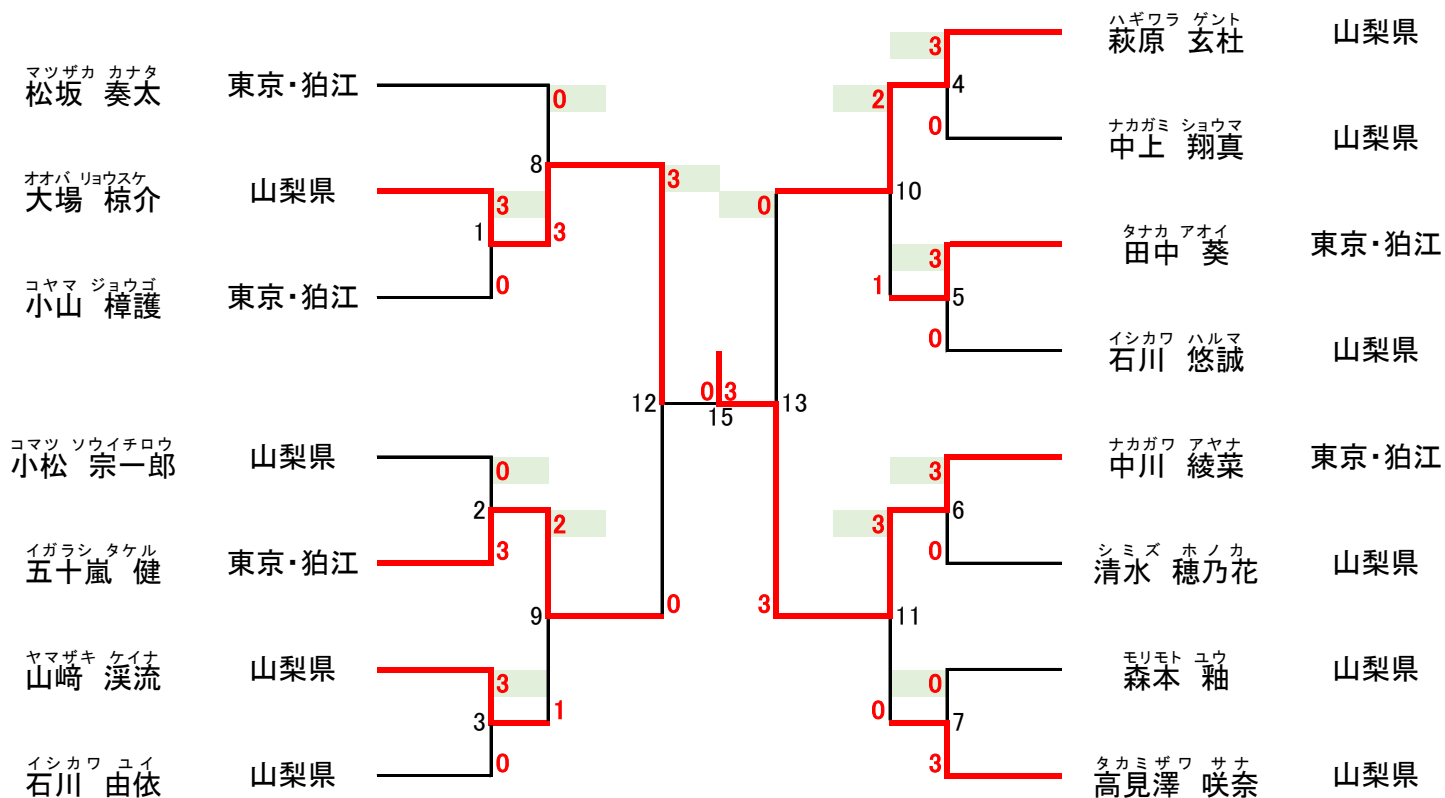 マツザカ カナタ
松坂 奏太 東京・狛江
0
8
オオバ リョウスケ
大場 椋介 山梨県
3
1
3
コヤマ ジョウゴ
小山 樟護 東京・狛江
0
3
12
コマツ ソウイチロウ
小松 宗一郎 山梨県
0
2
2
イガラシ タケル
五十嵐 健 東京・狛江
3
9
0
ヤマザキ ケイナ
山﨑 渓流 山梨県
3
3
1
イシカワ ユイ
石川 由依 山梨県
0
0 3
15
ハギワラ ゲント
萩原 玄杜 山梨県
3
4
2
ナカガミ ショウマ
中上 翔真 山梨県
0
0
10
タナカ アオイ
田中 葵 東京・狛江
3
1
5
イシカワ ハルマ
石川 悠誠 山梨県
0
13
ナカガワ アヤナ
中川 綾菜 東京・狛江
3
6
3
シミズ ホノカ
清水 穂乃花 山梨県
0
3
11
モリモト ユウ
森本 釉 山梨県
0
0
7
タカミザワ サナ
高見澤 咲奈 山梨県
3